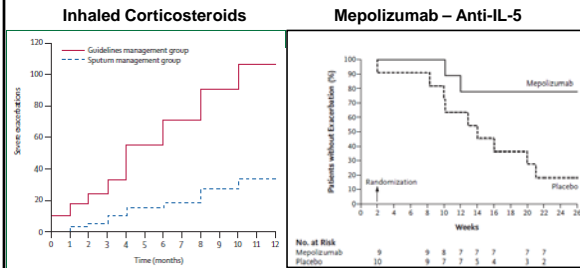 Inhaled Corticosteroids
Mepolizumab – Anti-IL-5
120
100
80
60
40
20
0
Severe exacerbations
Guidelines management group
Sputum management group
0 1 2 3 4 5 6 7 8 9 10 11 12
Time (months)
Patients without Exacerbation (%)
100
90
80
70
60
50
40
30
20
10
0
Mepolizumab
Placebo
Randomization
0 2 4 6 8 10 12 14 16 18 20 22 24 26
Weeks
No. at Risk
Mepolizumab 9 9 8 7 7 7 7 7
Placebo 10 9 7 7 5 4 3 2